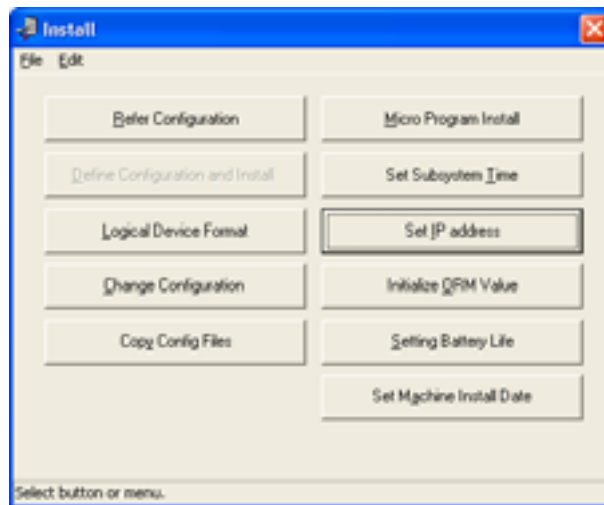 Install
File Edit
Refer Configuration
Micro Program Install
Define Configuration and Install
Set Subsystem Time
Logical Device Format
Set IP address
Change Configuration
Initialize ORM Value
Copy Config Files
Setting Battery Life
Set Machine Install Date
Select button or menu.